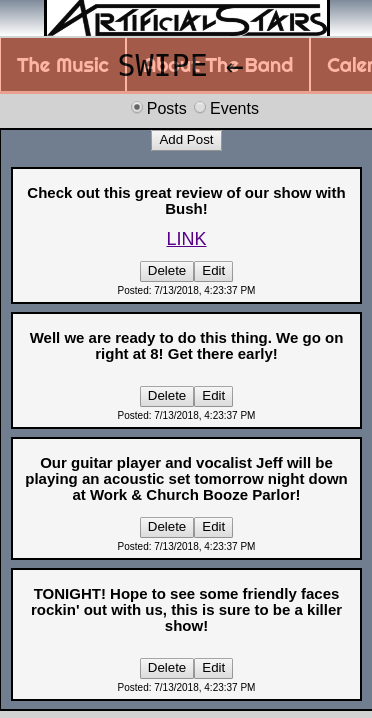 ARTIFICIAL STARS
The Music
About The Band
SWIPE ←
Posts Events
Add Post
Check out this great review of our show with
Bush!
LINK
Delete Edit
Posted: 7/13/2018, 4:23:37 PM
Well we are ready to do this thing. We go on
right at 8! Get there early!
Delete Edit
Posted: 7/13/2018, 4:23:37 PM
Our guitar player and vocalist Jeff will be
playing an acoustic set tomorrow night down
at Work & Church Booze Parlor!
Delete Edit
Posted: 7/13/2018, 4:23:37 PM
TONIGHT! Hope to see some friendly faces
rockin' out with us, this is sure to be a killer
show!
Delete Edit
Posted: 7/13/2018, 4:23:37 PM